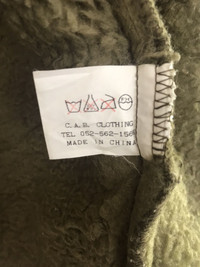 C.A.B. CLOTHING
TEL 052-562-156
MADE IN CHINA